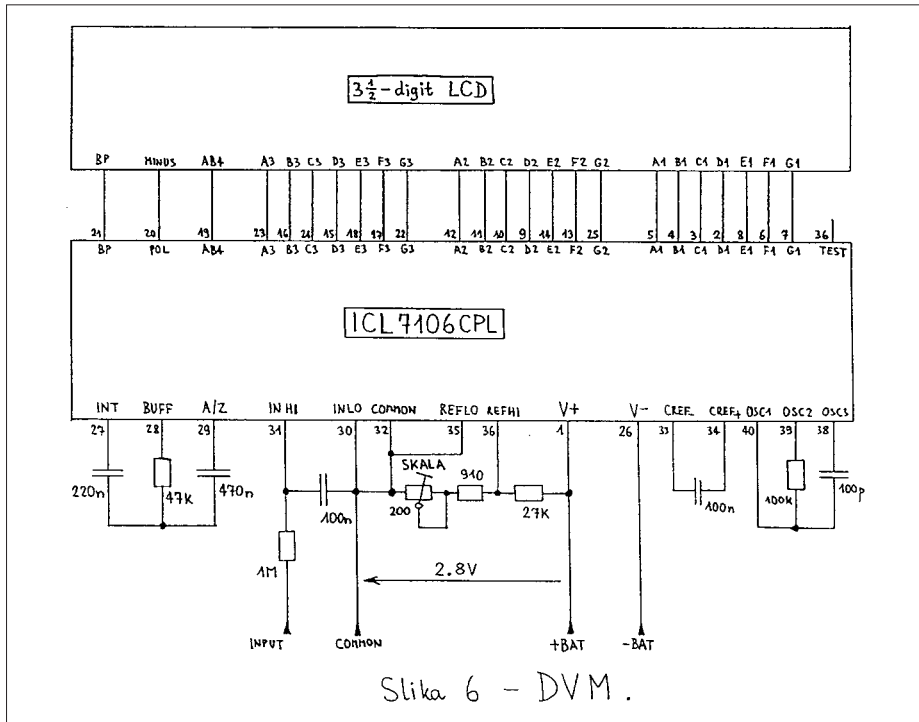 3½-digit LCD
BP MINUS AB4 A3 B3 C3 D3 E3 F3 G3 A2 B2 C2 D2 E2 F2 G2 A1 B1 C1 D1 E1 F1 G1
21 20 19 23 16 24 15 18 17 22 12 11 10 9 14 13 25 5 4 3 2 8 6 7 36
BP POL AB4 A3 B3 C3 D3 E3 F3 G3 A2 B2 C2 D2 E2 F2 G2 A1 B1 C1 D1 E1 F1 G1 TEST
ICL7106CPL
INT BUFF A/Z IN HI INLO COMMON REFLO REFHI V+ V- CREF- CREF+ OSC1 OSC2 OSC3
27 28 29 31 30 32 35 36 1 26 33 34 40 39 38
SKALA 910
220n 47K 470n 100n 200 27K 100n 100K 100p
1M
2.8V
INPUT COMMON +BAT -BAT
Slika 6 - DVM.